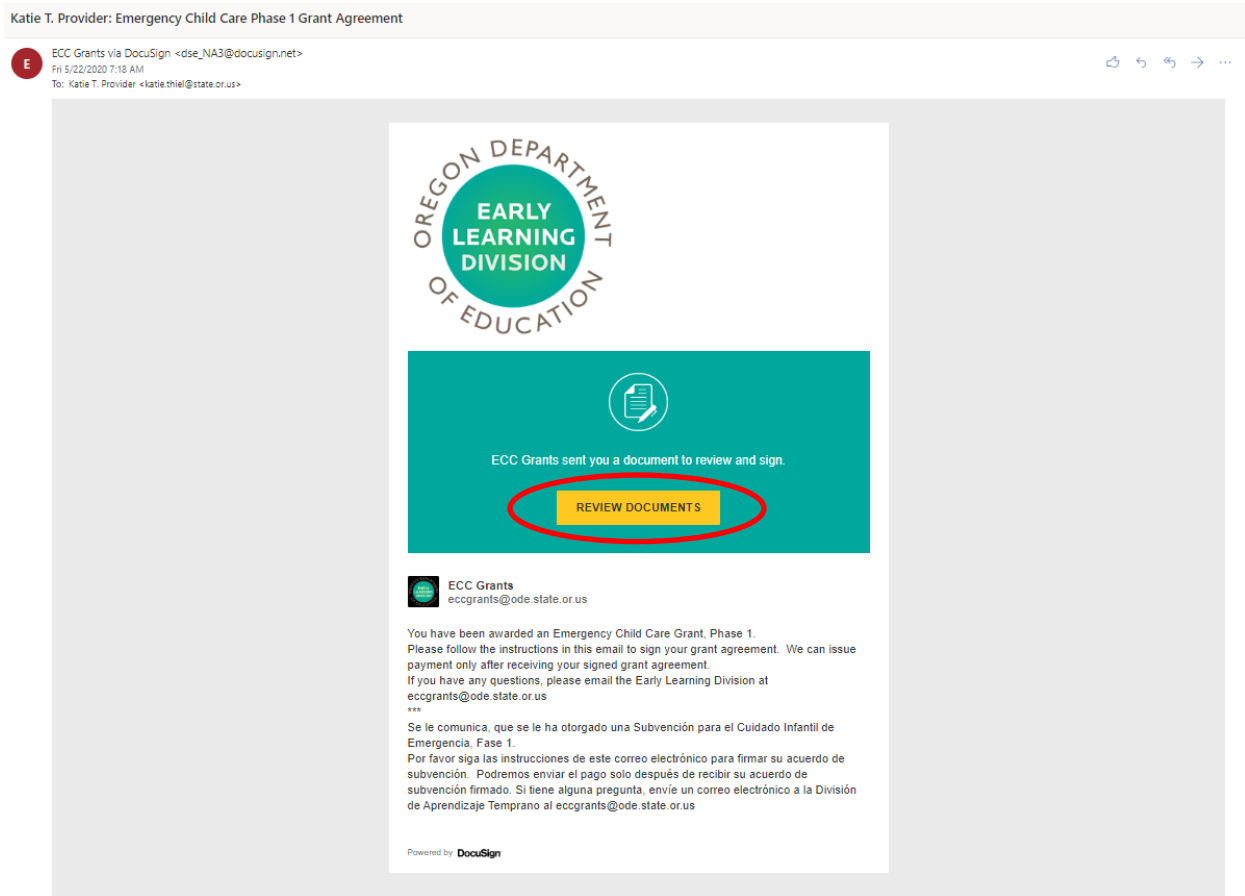 Katie T. Provider: Emergency Child Care Phase 1 Grant Agreement
E
ECC Grants via DocuSign <dse_NA3@docusign.net>
Fri 5/22/2020 7:18 AM
To: Katie T. Provider <katie.thiel@state.or.us>
OREGON DEPARTMENT
EARLY
LEARNING
DIVISION
OF EDUCATION
ECC Grants sent you a document to review and sign.
REVIEW DOCUMENTS
ECC Grants
eccgrants@ode.state.or.us
You have been awarded an Emergency Child Care Grant, Phase 1.
Please follow the instructions in this email to sign your grant agreement.  We can issue
payment only after receiving your signed grant agreement.
If you have any questions, please email the Early Learning Division at
eccgrants@ode.state.or.us
***
Se le comunica, que se le ha otorgado una Subvención para el Cuidado Infantil de
Emergencia, Fase 1.
Por favor siga las instrucciones de este correo electrónico para firmar su acuerdo de
subvención.  Podremos enviar el pago solo después de recibir su acuerdo de
subvención firmado. Si tiene alguna pregunta, envíe un correo electrónico a la División
de Aprendizaje Temprano al eccgrants@ode.state.or.us
Powered by DocuSign